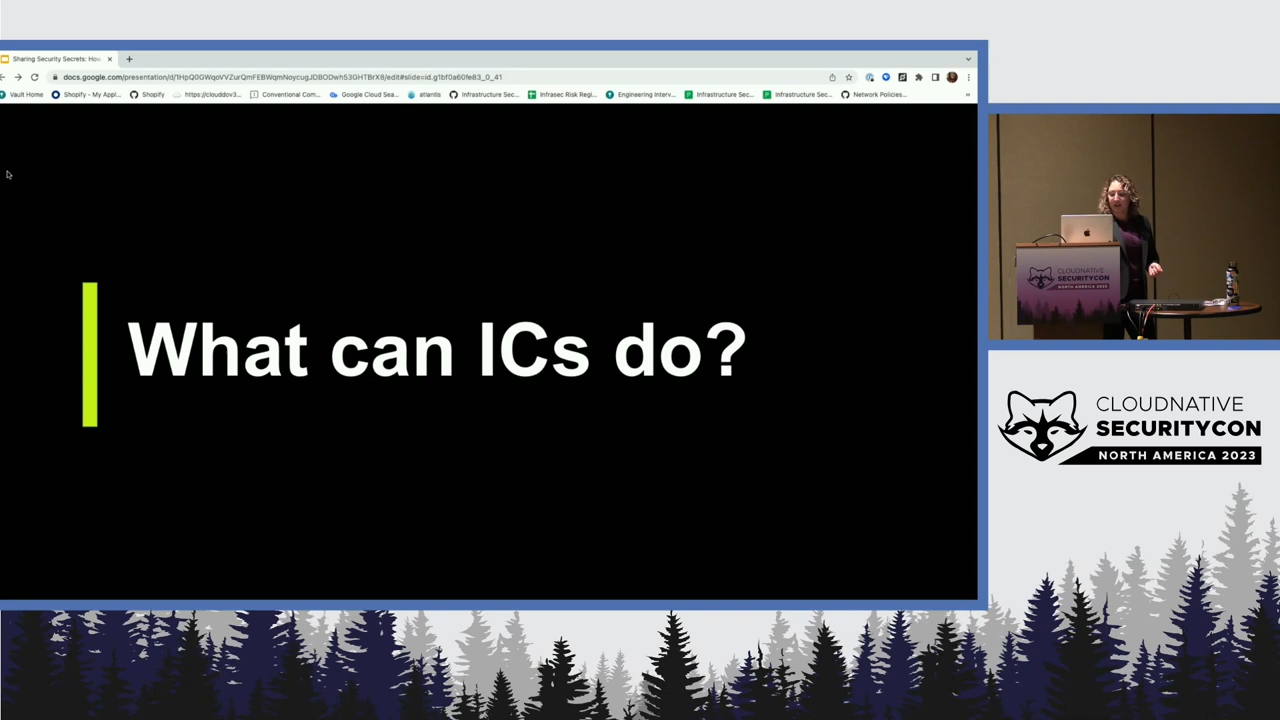 Sharing Security Secrets: How
docs.google.com/presentation/d/1HpQ0GWqoVVZurQmFEBWqmNoycugJDBODwh53GHTBrX8/edit#slide=id.g1bf0a60fe83_0_41
Vault Home Shopify - My Appl... Shopify https://clouddov3... Conventional Com... Google Cloud Sea... atlantis Infrastructure Sec... Infrasec Risk Regi... Engineering Interv... Infrastructure Sec... Infrastructure Sec... Network Policies... »
What can ICs do?
CLOUDNATIVE
SECURITYCON
NORTH AMERICA 2023
CLOUDNATIVE
SECURITYCON
NORTH AMERICA 2023